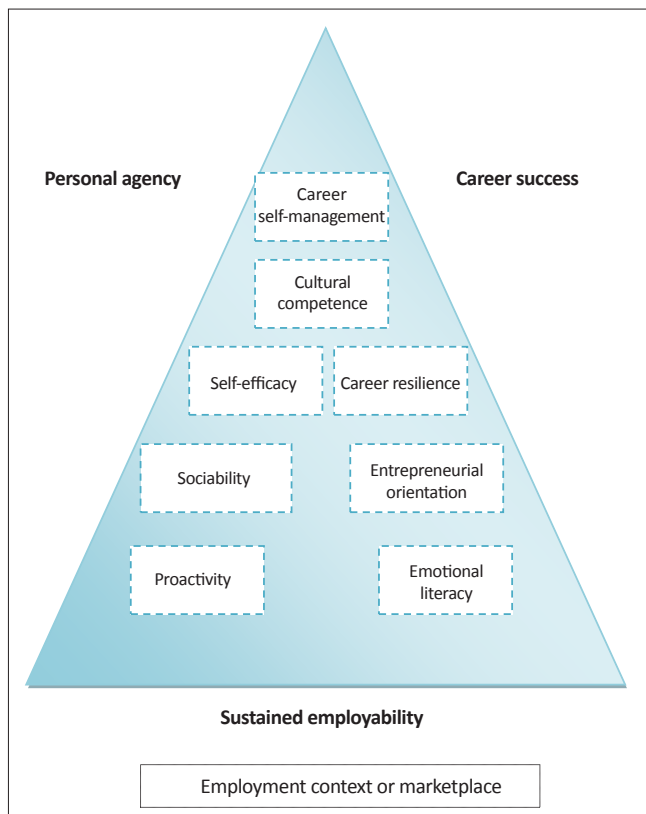 Personal agency
Career success
Career
self-management
Cultural
competence
Self-efficacy
Career resilience
Sociability
Entrepreneurial
orientation
Proactivity
Emotional
literacy
Sustained employability
Employment context or marketplace